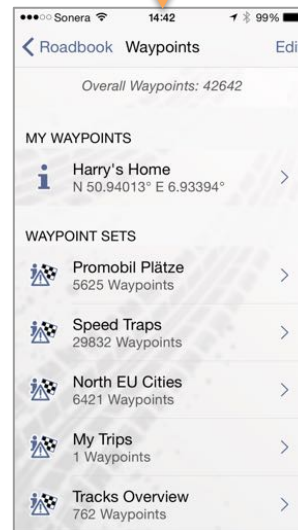 Sonera 14:42 99%
Roadbook Waypoints Edi
Overall Waypoints: 42642
MY WAYPOINTS
Harry's Home
N 50.94013° E 6.93394°
WAYPOINT SETS
Promobil Plätze
5625 Waypoints
Speed Traps
29832 Waypoints
North EU Cities
6421 Waypoints
My Trips
1 Waypoints
Tracks Overview
762 Waypoints